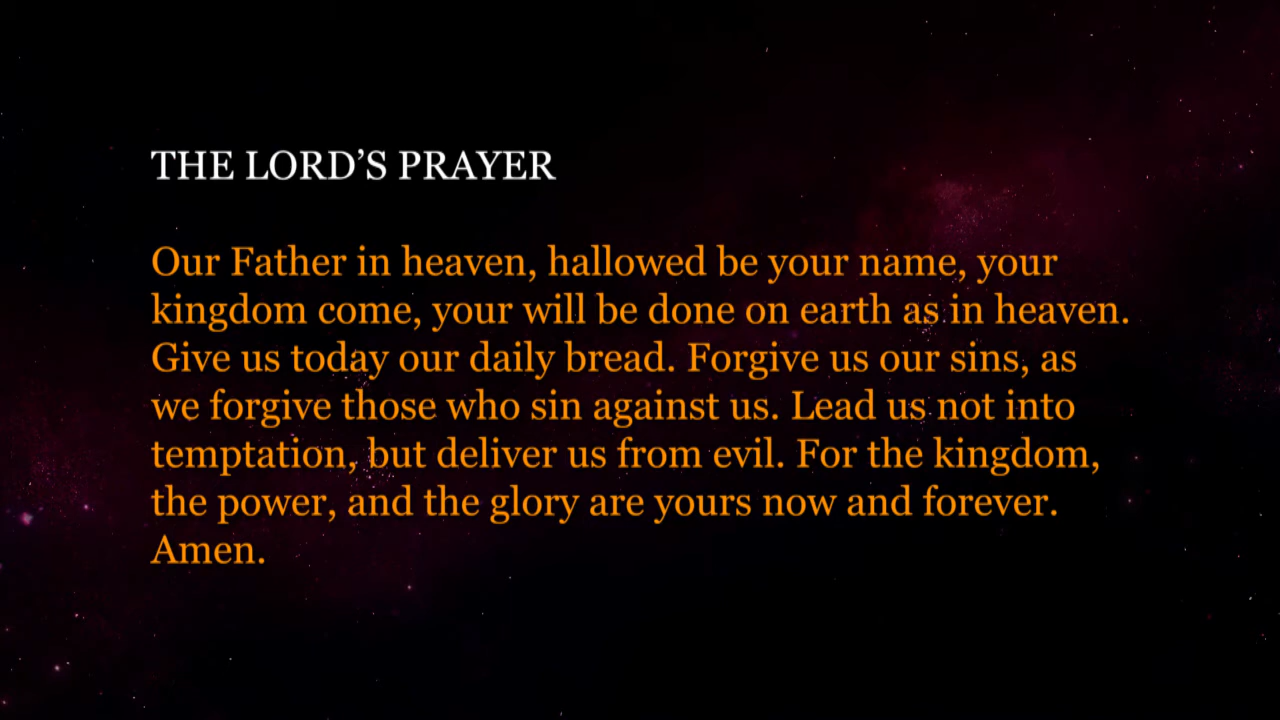 THE LORD’S PRAYER
Our Father in heaven, hallowed be your name, your
kingdom come, your will be done on earth as in heaven.
Give us today our daily bread. Forgive us our sins, as
we forgive those who sin against us. Lead us not into
temptation, but deliver us from evil. For the kingdom,
the power, and the glory are yours now and forever.
Amen.